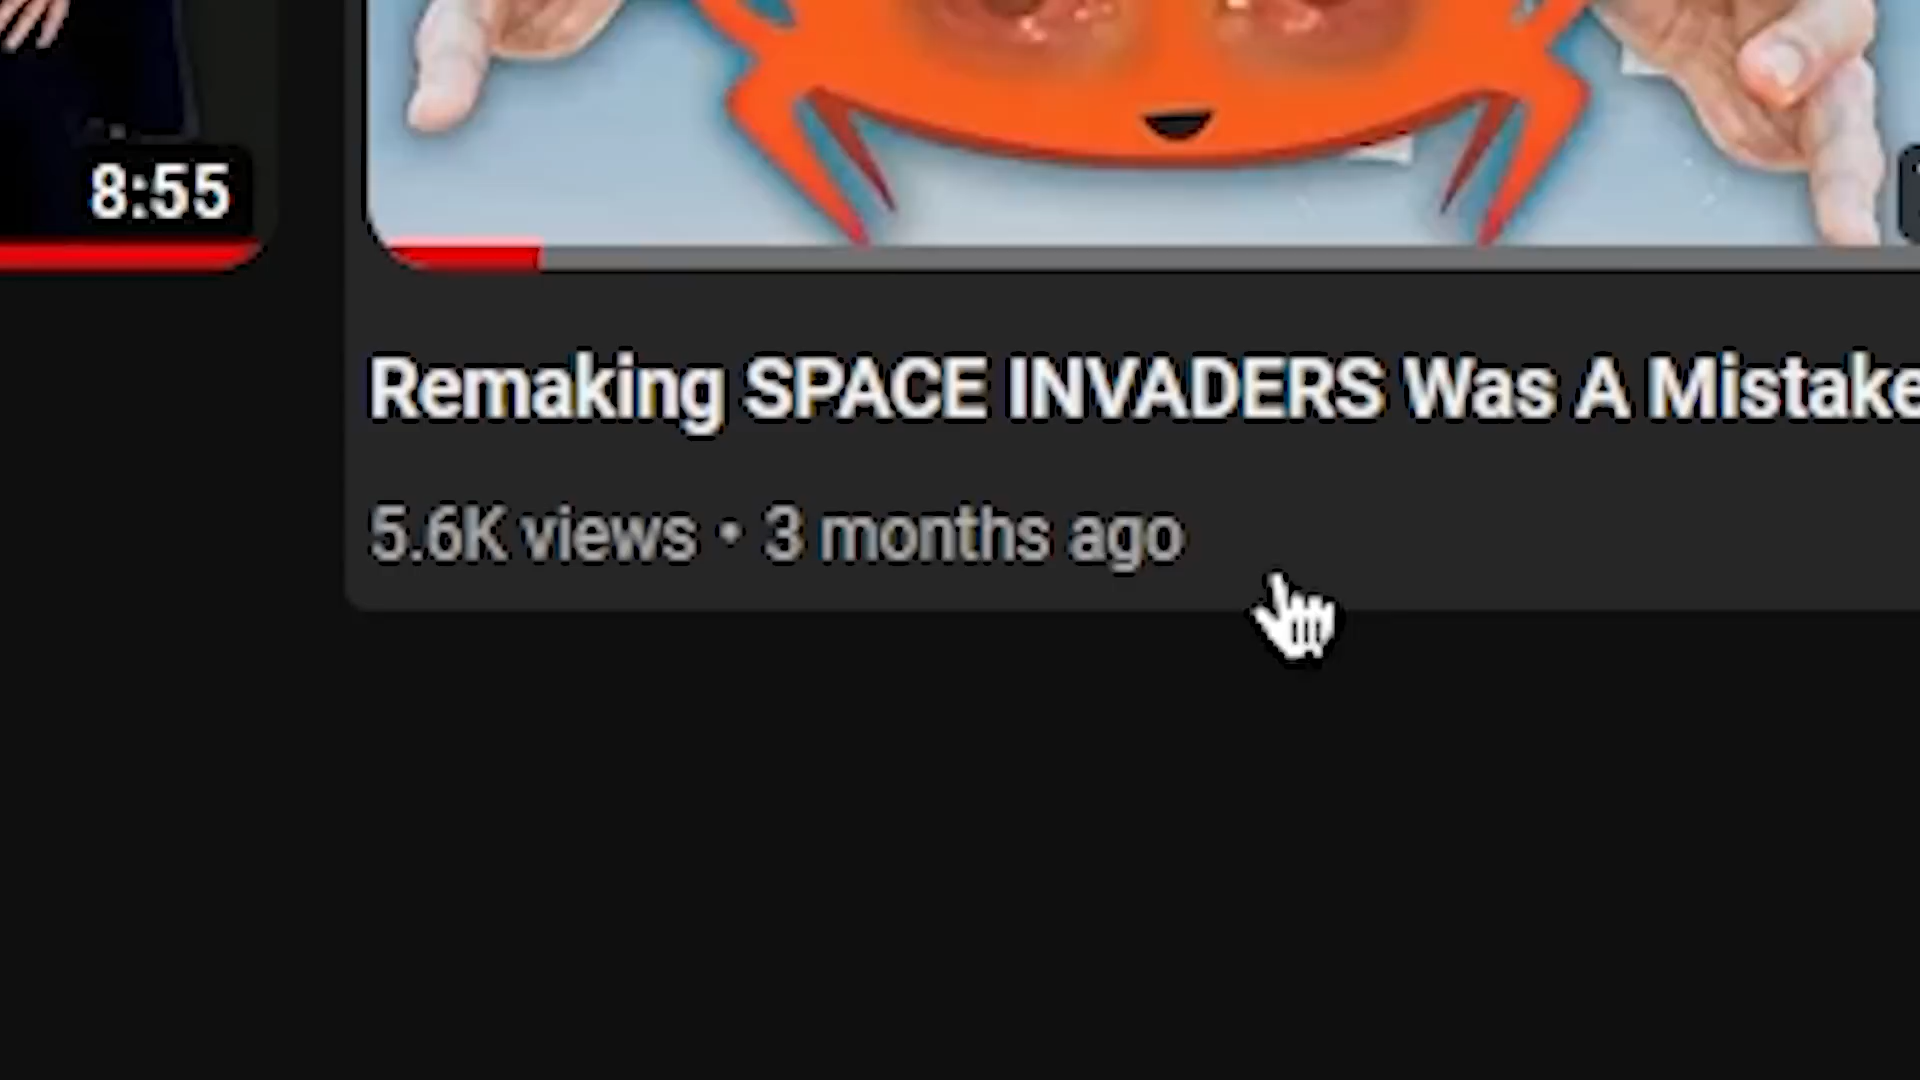 8:55
Remaking SPACE INVADERS Was A Mistake
5.6K views • 3 months ago